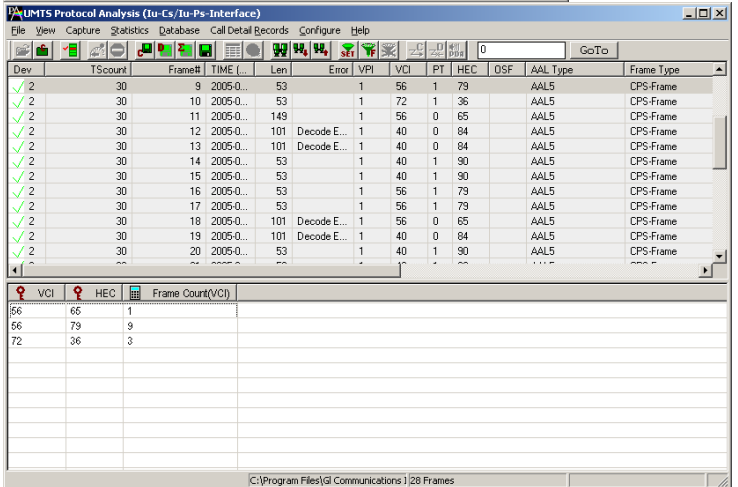 UMTS Protocol Analysis (Iu-Cs/Iu-Ps-Interface)
File View Capture Statistics Database Call Detail Records Configure Help
SET F 0 GoTo
Dev TScount Frame# TIME (... Len Error VPI VCI PT HEC OSF AAL Type Frame Type
2 30 9 2005-0... 53 1 56 1 79 AAL5 CPS-Frame
2 30 10 2005-0... 53 1 72 1 36 AAL5 CPS-Frame
2 30 11 2005-0... 149 1 56 0 65 AAL5 CPS-Frame
2 30 12 2005-0... 101 Decode E... 1 40 0 84 AAL5 CPS-Frame
2 30 13 2005-0... 101 Decode E... 1 40 0 84 AAL5 CPS-Frame
2 30 14 2005-0... 53 1 40 1 90 AAL5 CPS-Frame
2 30 15 2005-0... 53 1 40 1 90 AAL5 CPS-Frame
2 30 16 2005-0... 53 1 56 1 79 AAL5 CPS-Frame
2 30 17 2005-0... 53 1 56 1 79 AAL5 CPS-Frame
2 30 18 2005-0... 101 Decode E... 1 56 0 65 AAL5 CPS-Frame
2 30 19 2005-0... 101 Decode E... 1 40 0 84 AAL5 CPS-Frame
2 30 20 2005-0... 53 1 40 1 90 AAL5 CPS-Frame
VCI HEC Frame Count(VCI)
56 65 1
56 79 9
72 36 3
C:\Program Files\Gl Communications I 28 Frames